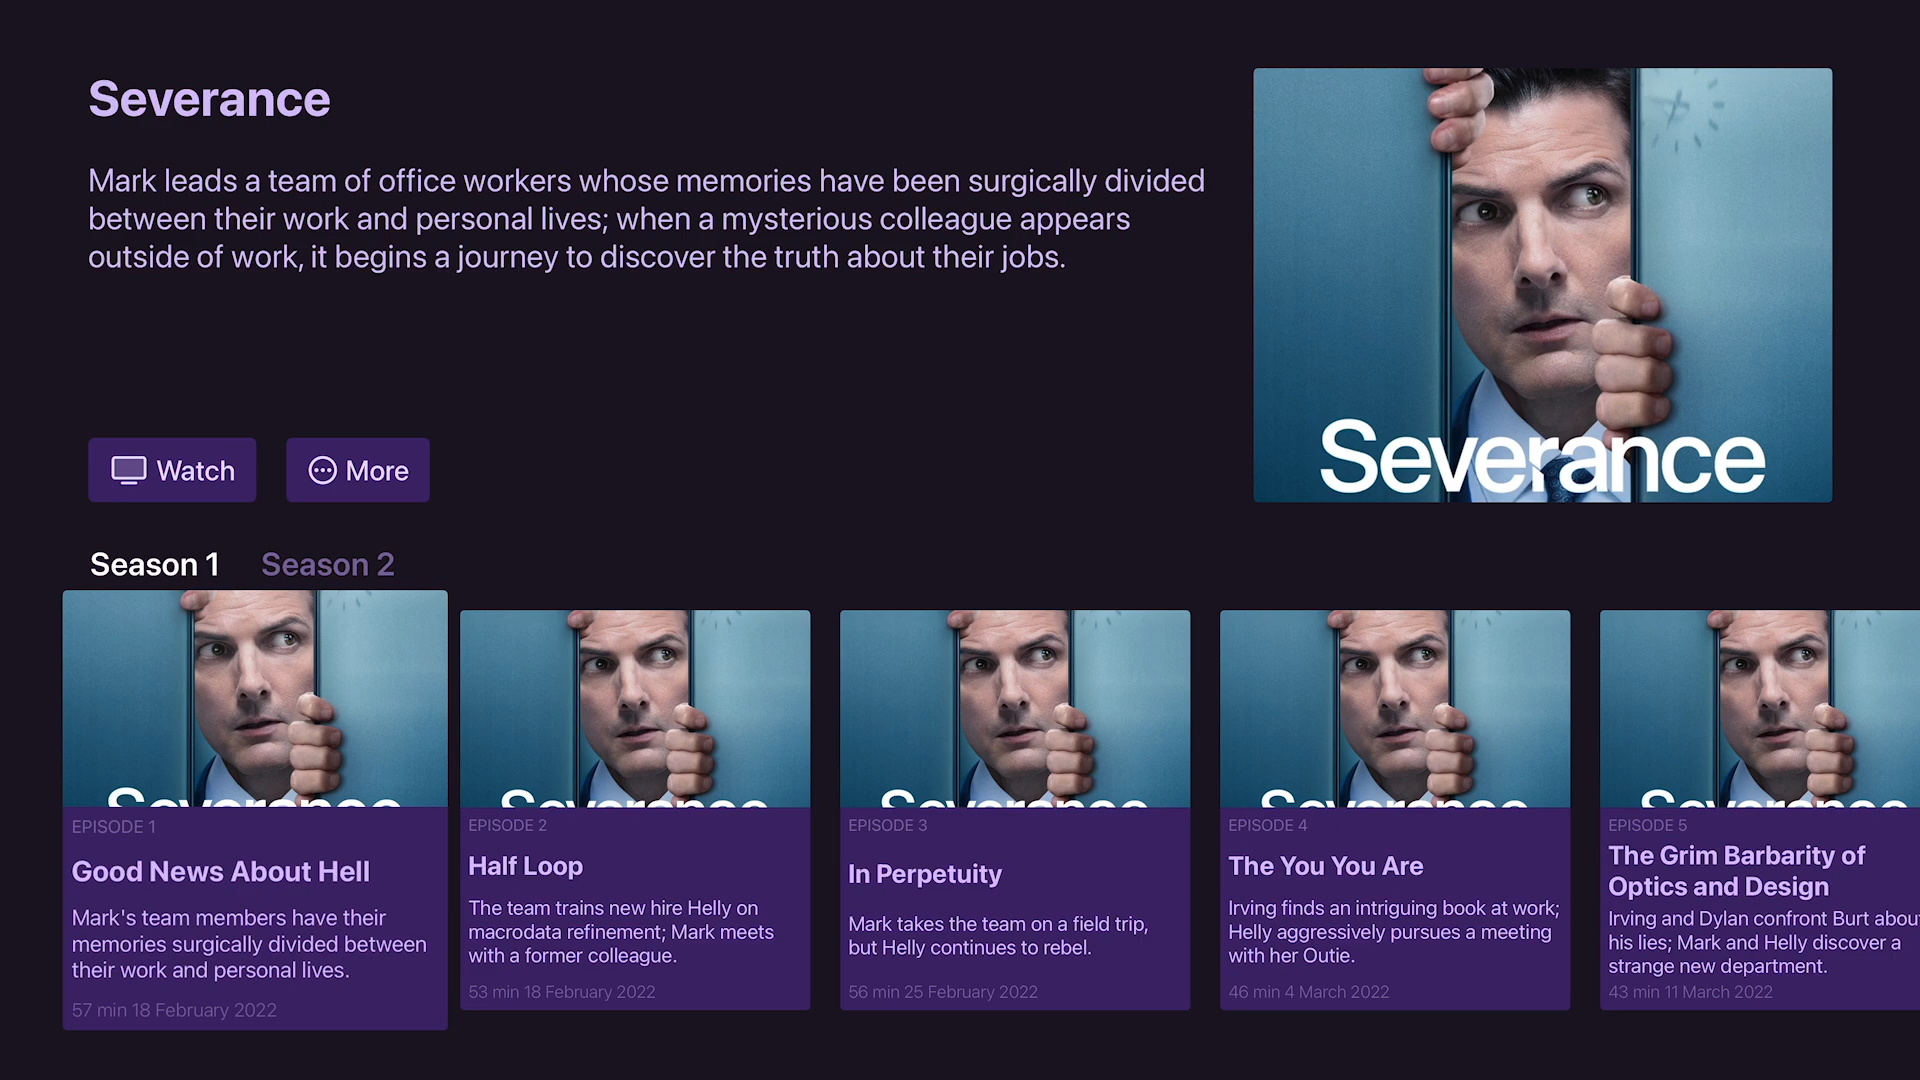 Severance
Mark leads a team of office workers whose memories have been surgically divided
between their work and personal lives; when a mysterious colleague appears
outside of work, it begins a journey to discover the truth about their jobs.
Severance
Watch
More
Season 1
Season 2
Severance
EPISODE 1
Good News About Hell
Mark's team members have their
memories surgically divided between
their work and personal lives.
57 min 18 February 2022
Severance
EPISODE 2
Half Loop
The team trains new hire Helly on
macrodata refinement; Mark meets
with a former colleague.
53 min 18 February 2022
Severance
EPISODE 3
In Perpetuity
Mark takes the team on a field trip,
but Helly continues to rebel.
56 min 25 February 2022
Severance
EPISODE 4
The You You Are
Irving finds an intriguing book at work;
Helly aggressively pursues a meeting
with her Outie.
46 min 4 March 2022
Severance
EPISODE 5
The Grim Barbarity of
Optics and Design
Irving and Dylan confront Burt about
his lies; Mark and Helly discover a
strange new department.
43 min 11 March 2022